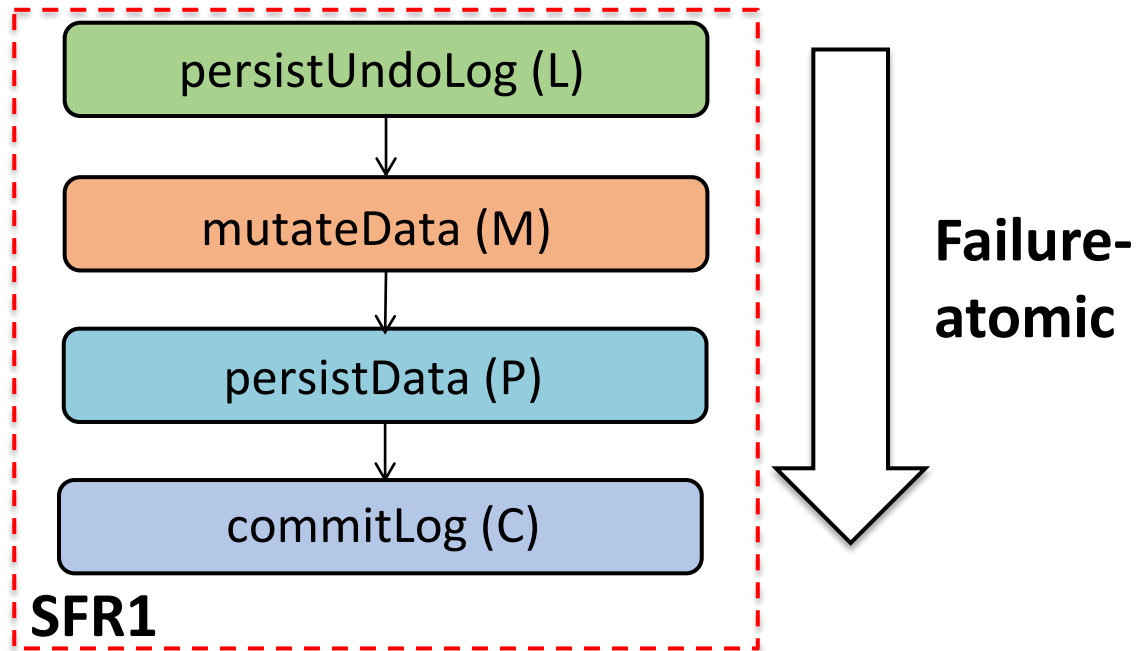 persistUndoLog (L)
mutateData (M)
persistData (P)
commitLog (C)
SFR1
Failure-
atomic